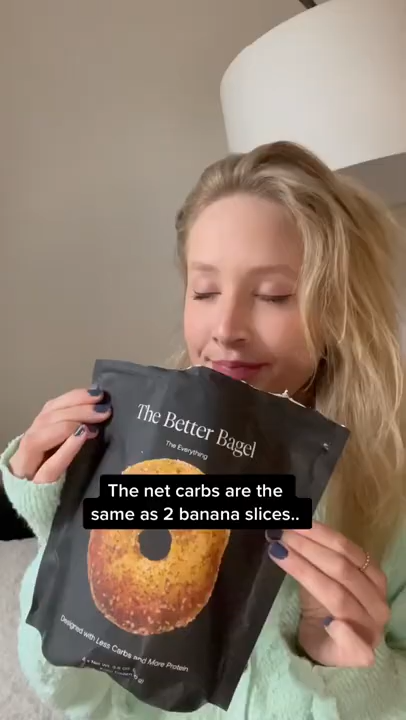 The Better Bagel
The Everything
The net carbs are the
same as 2 banana slices..
Designed with Less Carbs and More Protein